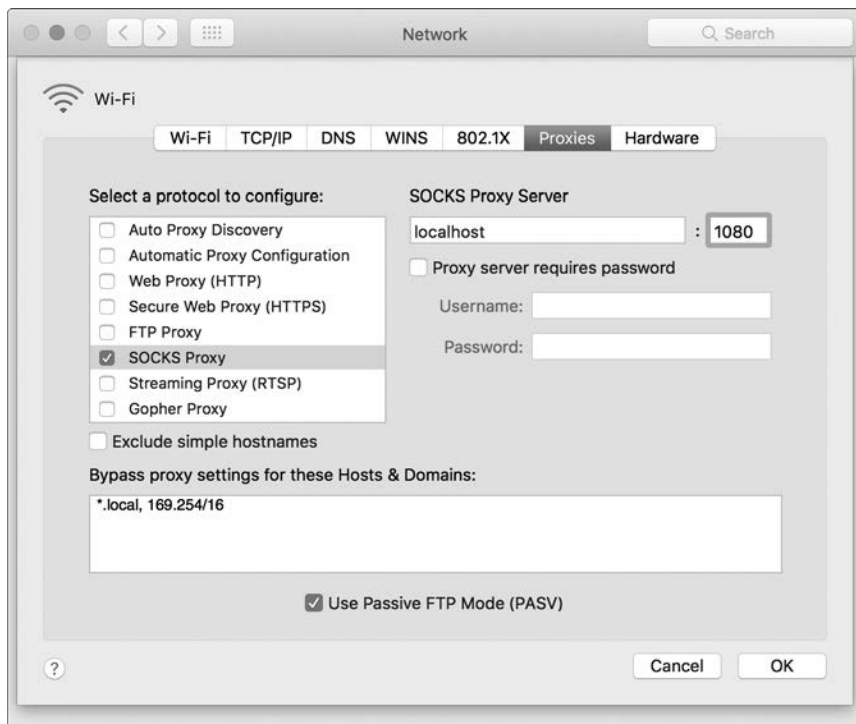 Network
Search
Wi-Fi
Wi-Fi TCP/IP DNS WINS 802.1X Proxies Hardware
Select a protocol to configure:
Auto Proxy Discovery
Automatic Proxy Configuration
Web Proxy (HTTP)
Secure Web Proxy (HTTPS)
FTP Proxy
SOCKS Proxy
Streaming Proxy (RTSP)
Gopher Proxy
Exclude simple hostnames
SOCKS Proxy Server
localhost : 1080
Proxy server requires password
Username:
Password:
Bypass proxy settings for these Hosts & Domains:
*.local, 169.254/16
Use Passive FTP Mode (PASV)
?
Cancel OK